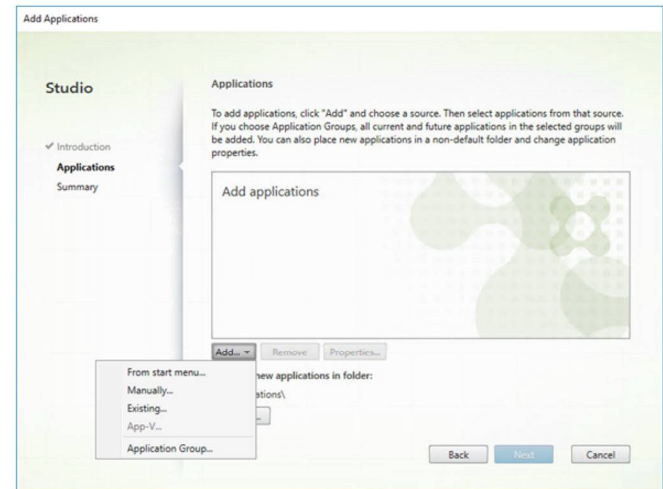 Add Applications
Studio
✓ Introduction
Applications
Summary
Applications
To add applications, click "Add" and choose a source. Then select applications from that source.
If you choose Application Groups, all current and future applications in the selected groups will
be added. You can also place new applications in a non-default folder and change application
properties.
Add applications
Add...
Remove
Properties...
From start menu...
Manually...
Existing...
App-V...
Application Group...
new applications in folder:
ations\
Back
Next
Cancel